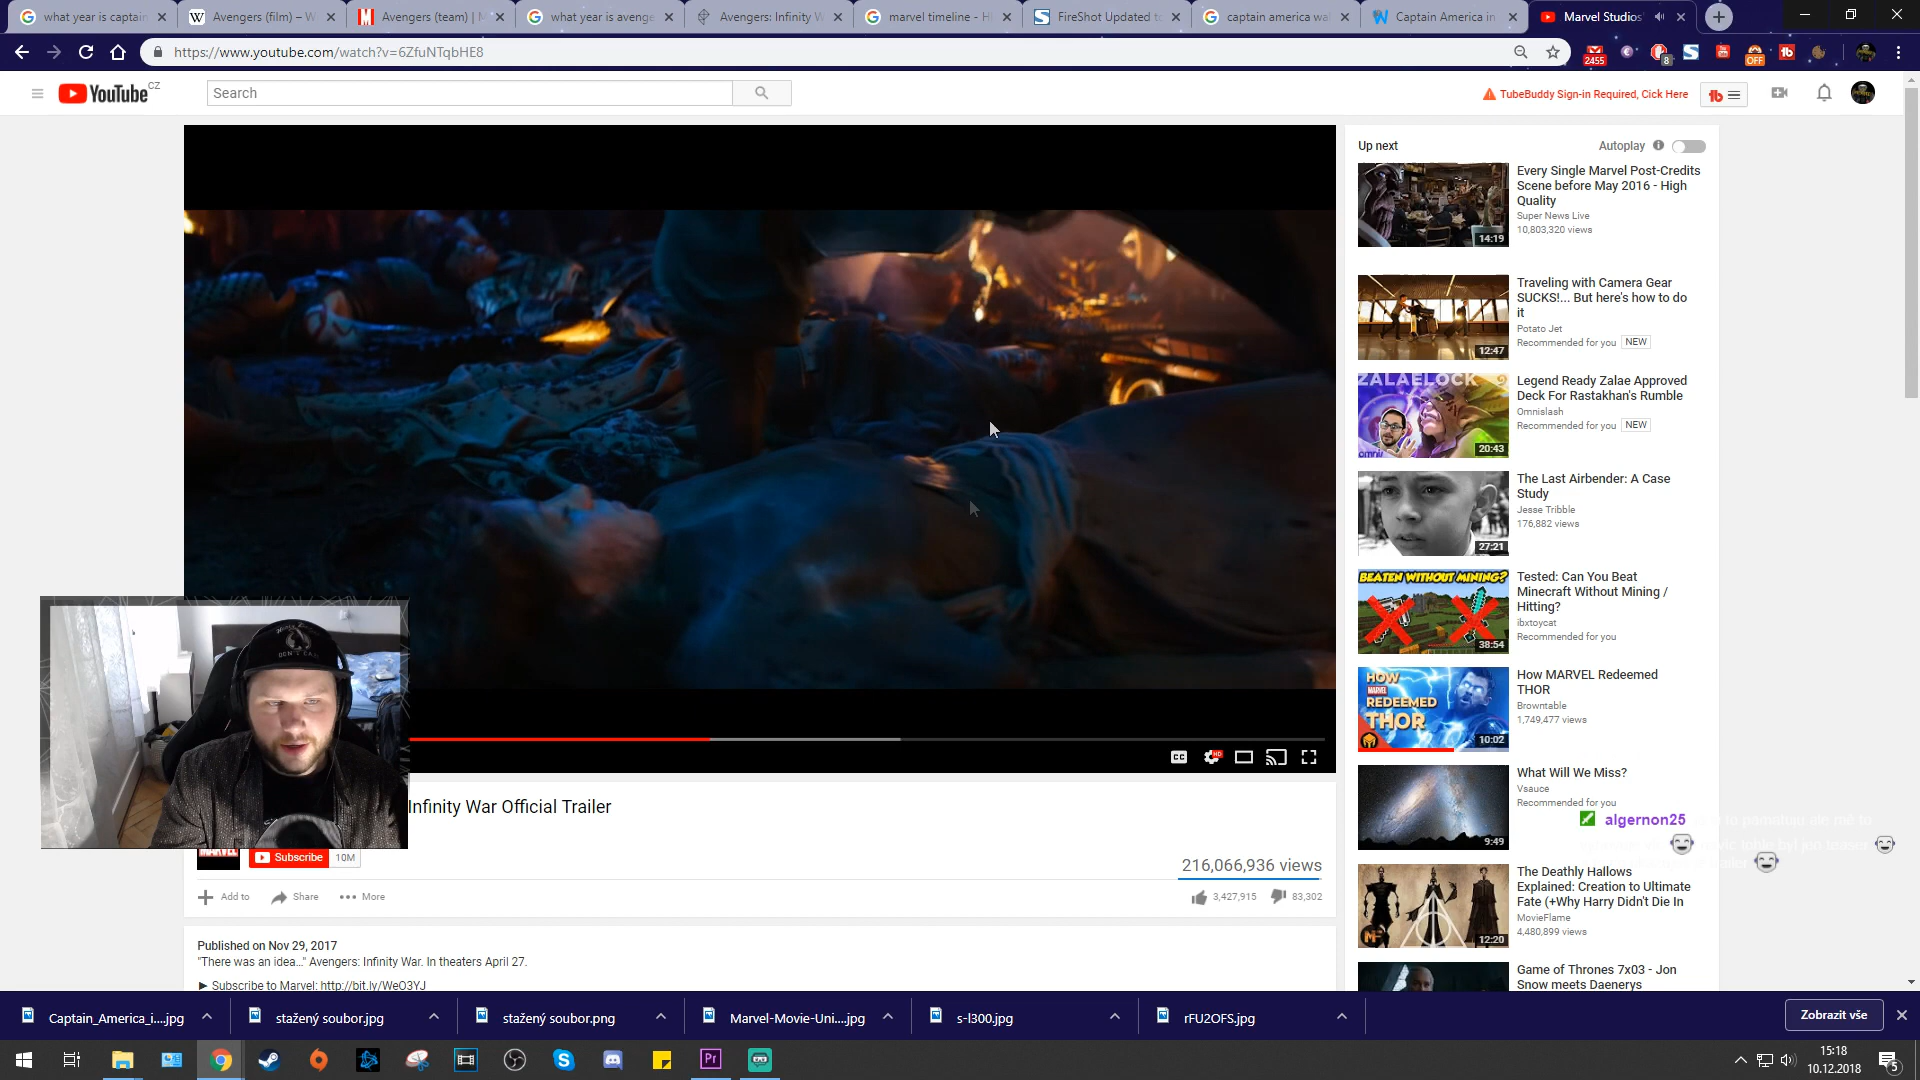 what year is captain
Avengers (film) – W
Avengers (team) | M
what year is avenge
Avengers: Infinity W
marvel timeline - H
FireShot Updated to
captain america wa
Captain America in
Marvel Studios'
https://www.youtube.com/watch?v=6ZfuNTqbHE8
2455
8
OFF
YouTube CZ
Search
TubeBuddy Sign-in Required, Cick Here
Up next
Autoplay
Every Single Marvel Post-Credits
Scene before May 2016 - High
Quality
Super News Live
10,803,320 views
14:19
Traveling with Camera Gear
SUCKS!... But here's how to do
it
Potato Jet
Recommended for you NEW
12:47
ZALAELOCK
Legend Ready Zalae Approved
Deck For Rastakhan's Rumble
Omnislash
Recommended for you NEW
20:43
The Last Airbender: A Case
Study
Jesse Tribble
176,882 views
27:21
BEATEN WITHOUT MINING?
Tested: Can You Beat
Minecraft Without Mining /
Hitting?
ibxtoycat
Recommended for you
38:54
HOW
MARVEL
REDEEMED
THOR
How MARVEL Redeemed
THOR
Browntable
1,749,477 views
10:02
What Will We Miss?
Vsauce
Recommended for you
9:49
algernon25
The Deathly Hallows
Explained: Creation to Ultimate
Fate (+Why Harry Didn't Die In
MovieFlame
4,480,899 views
12:20
Game of Thrones 7x03 - Jon
Snow meets Daenerys
CC
HD
Infinity War Official Trailer
Subscribe 10M
216,066,936 views
Add to
Share
More
3,427,915
83,302
Published on Nov 29, 2017
"There was an idea..." Avengers: Infinity War. In theaters April 27.
► Subscribe to Marvel: http://bit.ly/WeO3YJ
Captain_America_i....jpg
stažený soubor.jpg
stažený soubor.png
Marvel-Movie-Uni....jpg
s-l300.jpg
rFU2OFS.jpg
Zobrazit vše
Pr
15:18
10.12.2018
5